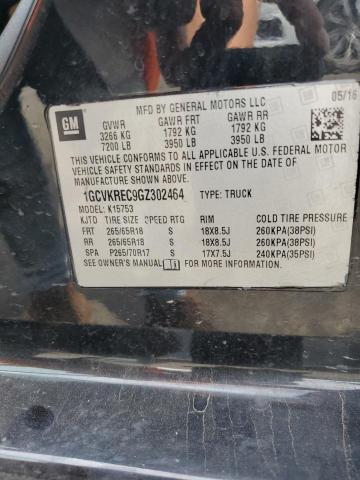 MFD BY GENERAL MOTORS LLC 05/16
GM GVWR GAWR FRT GAWR RR
3266 KG 1792 KG 1792 KG
7200 LB 3950 LB 3950 LB
THIS VEHICLE CONFORMS TO ALL APPLICABLE U.S. FEDERAL MOTOR
VEHICLE SAFETY STANDARDS IN EFFECT ON THE DATE OF
MANUFACTURE SHOWN ABOVE.
1GCVKREC9GZ302464 TYPE: TRUCK
MODEL: K15753
KJTD TIRE SIZE SPEED RTG RIM COLD TIRE PRESSURE
FRT 265/65R18 S 18X8.5J 260KPA(38PSI)
RR 265/65R18 S 18X8.5J 260KPA(38PSI)
SPA P265/70R17 S 17X7.5J 240KPA(35PSI)
SEE OWNER'S MANUAL FOR ADDITIONAL INFORMATION.